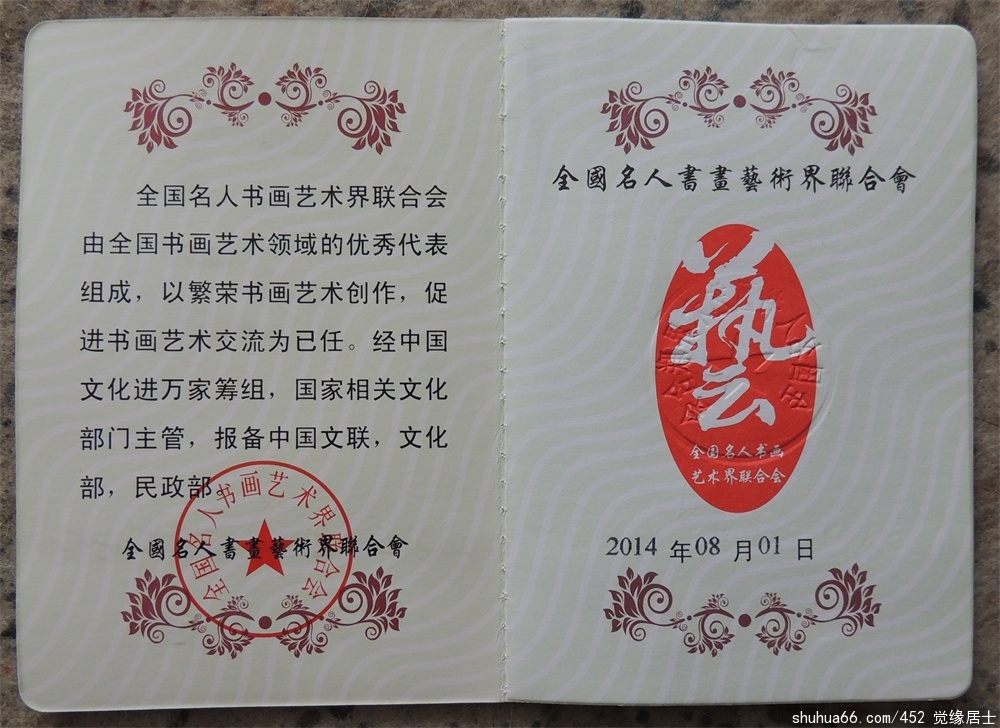 全国名人书画艺术界联合会
由全国书画艺术领域的优秀代表
组成，以繁荣书画艺术创作，促
进书画艺术交流为已任。经中国
文化进万家筹组，国家相关文化
部门主管，报备中国文联，文化
部，民政部。
全國名人書畫藝術界聯合會
全国名人书画艺术界联合会
全國名人書畫藝術界聯合會
藝
全国名人书画
艺术界联合会
2014 年08 月01 日
shuhua66.com/452 觉缘居士